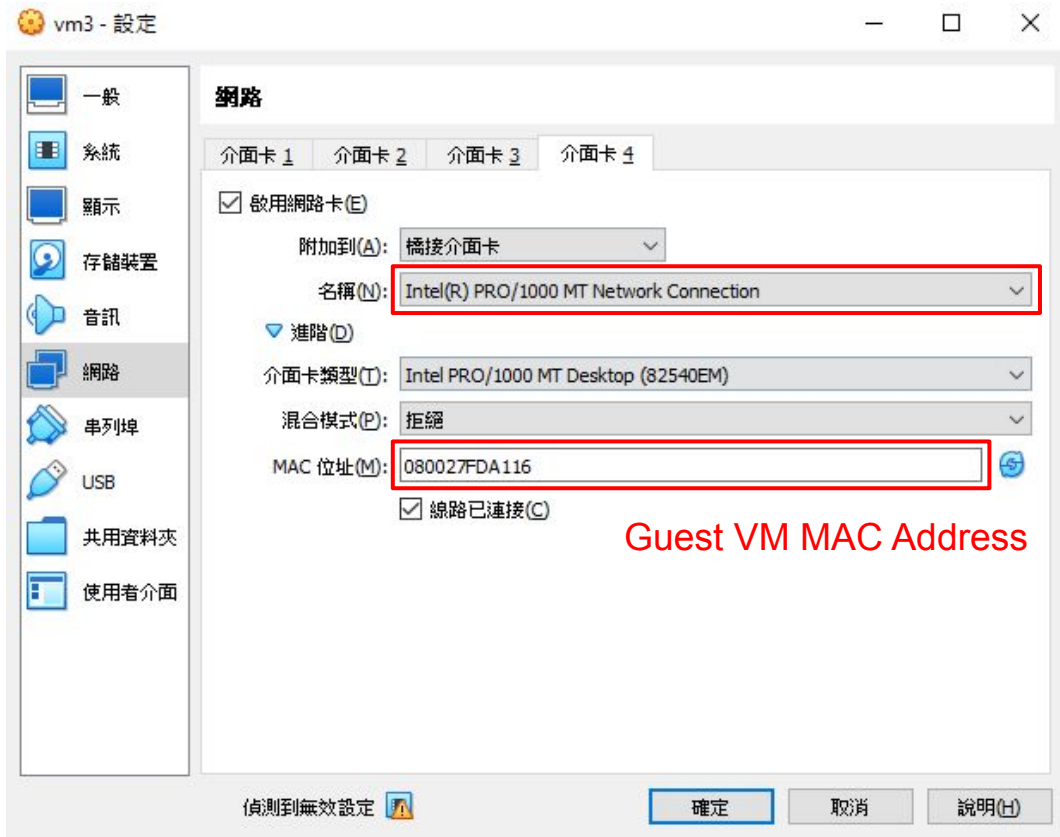 vm3 - 設定
一般
系統
顯示
存儲裝置
音訊
網路
串列埠
USB
共用資料夾
使用者介面
網路
介面卡 1 介面卡 2 介面卡 3 介面卡 4
啟用網路卡(E)
附加到(A): 橋接介面卡
名稱(N): Intel(R) PRO/1000 MT Network Connection
進階(D)
介面卡類型(T): Intel PRO/1000 MT Desktop (82540EM)
混合模式(P): 拒絕
MAC 位址(M): 080027FDA116
線路已連接(C)
Guest VM MAC Address
偵測到無效設定 確定 取消 說明(H)